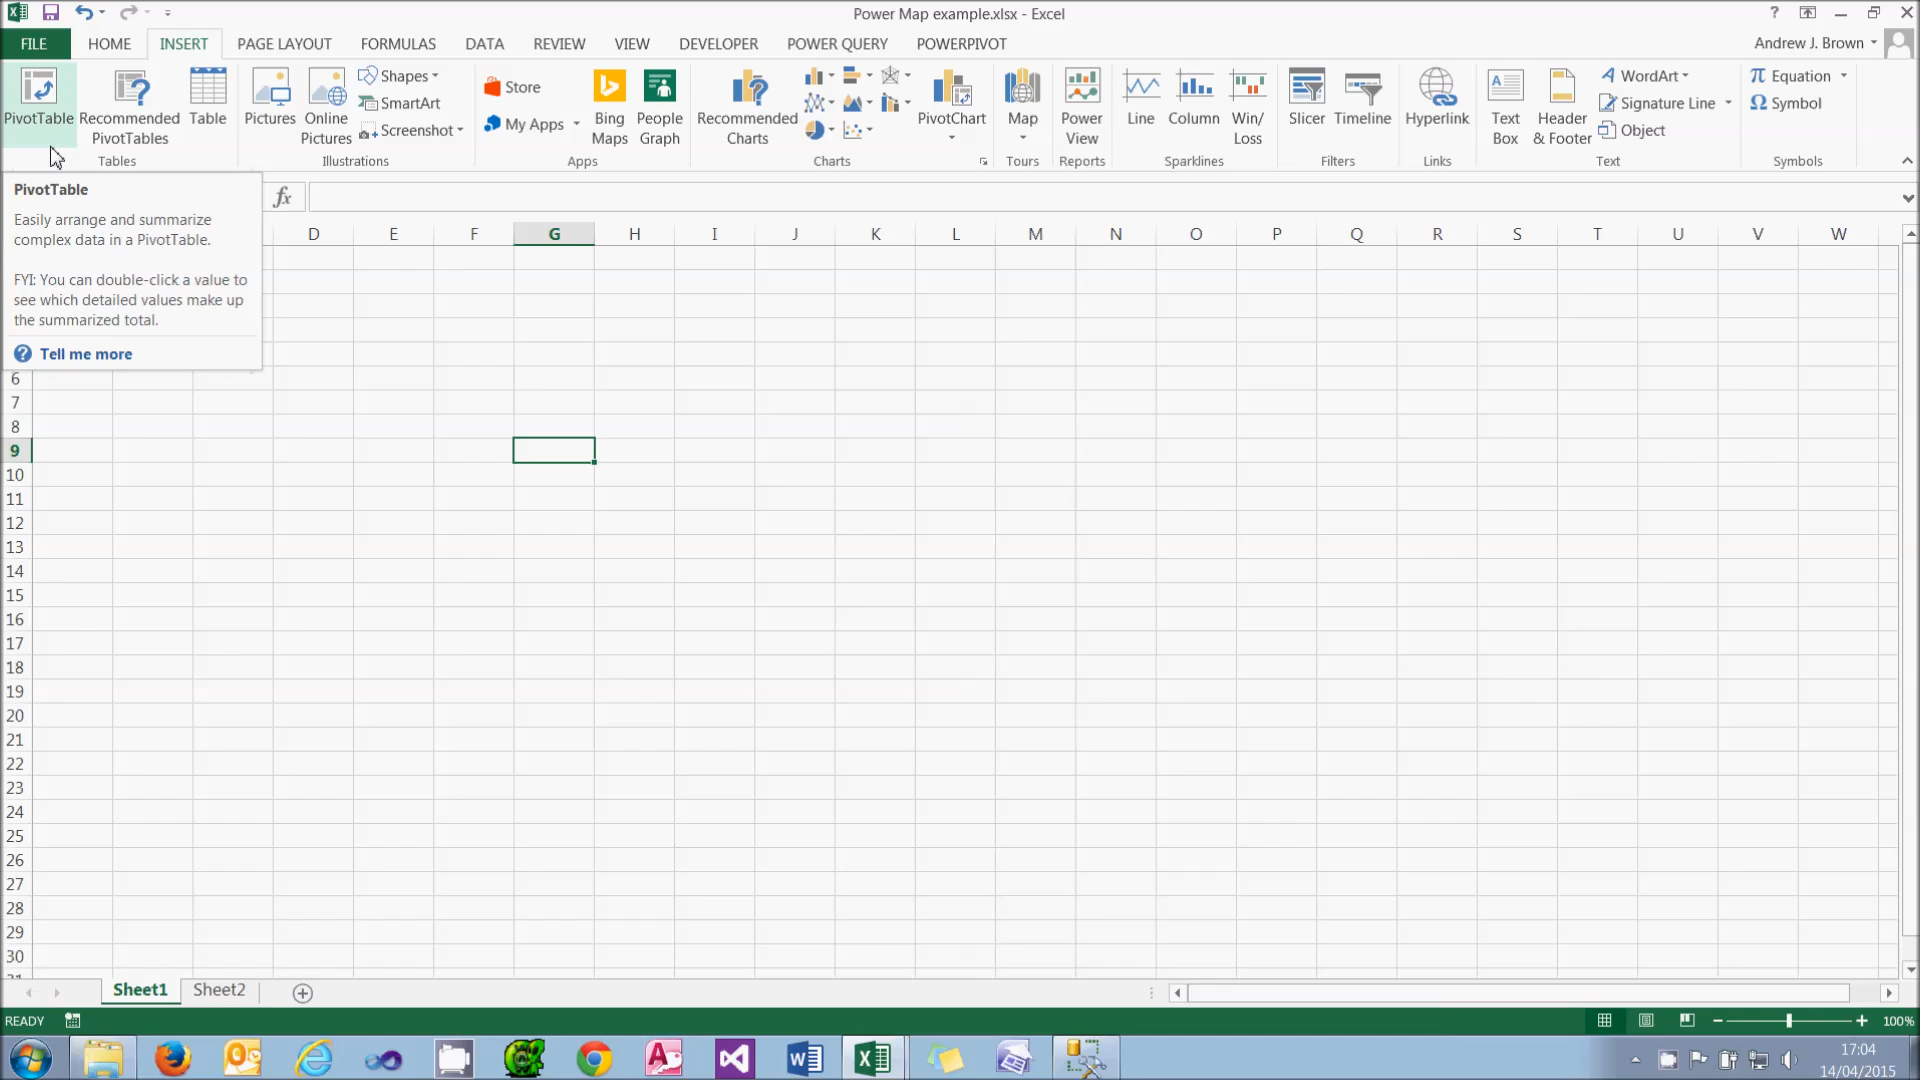 Power Map example.xlsx - Excel
FILE HOME INSERT PAGE LAYOUT FORMULAS DATA REVIEW VIEW DEVELOPER POWER QUERY POWERPIVOT Andrew J. Brown
PivotTable
Recommended
PivotTables
Table
Tables
Pictures
Online
Pictures
Shapes
SmartArt
Screenshot
Illustrations
Store
My Apps
Bing
Maps
People
Graph
Apps
Recommended
Charts
PivotChart
Charts
Map
Tours
Power
View
Reports
Line
Column
Win/
Loss
Sparklines
Slicer
Timeline
Filters
Hyperlink
Links
Text
Box
Header
& Footer
WordArt
Signature Line
Object
Text
Equation
Symbol
Symbols
fx
PivotTable
Easily arrange and summarize
complex data in a PivotTable.
FYI: You can double-click a value to
see which detailed values make up
the summarized total.
Tell me more
D E F G H I J K L M N O P Q R S T U V W
6
7
8
9
10
11
12
13
14
15
16
17
18
19
20
21
22
23
24
25
26
27
28
29
30
Sheet1 Sheet2
READY
100%
17:04
14/04/2015